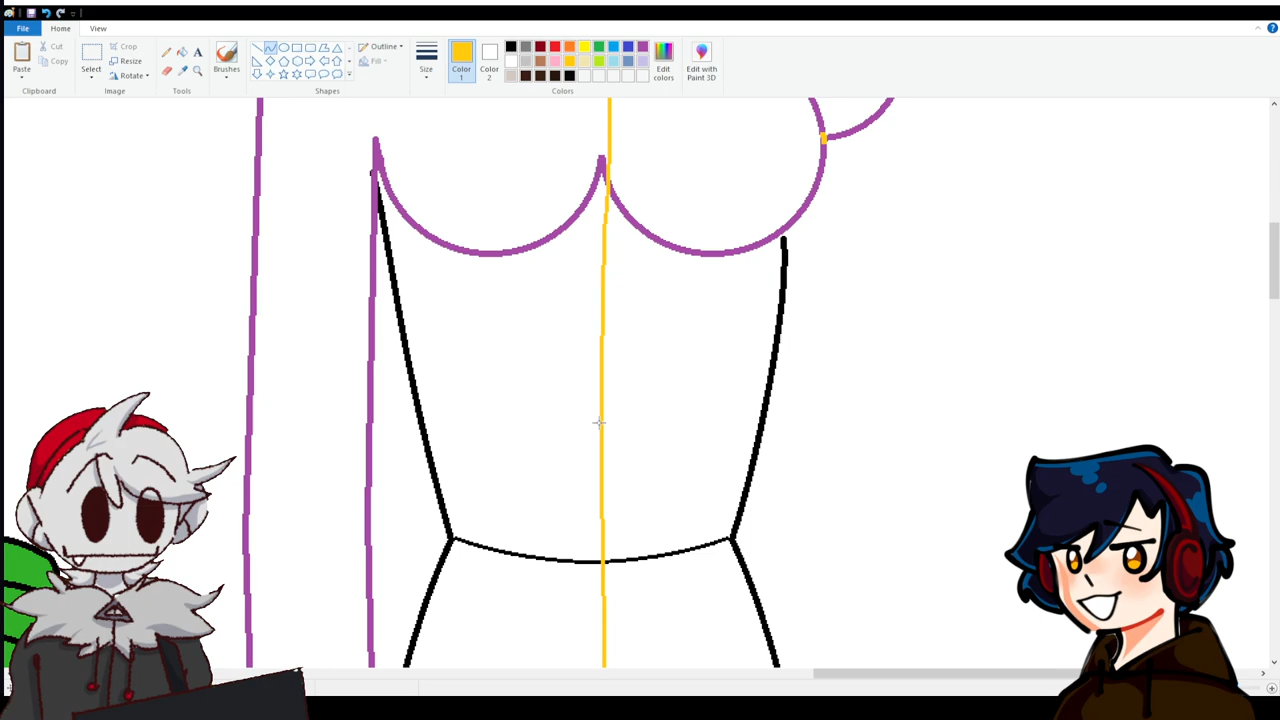 File Home View
Cut
Copy
Paste
Clipboard
Select
Crop
Resize
Rotate
Image
A
Tools
Brushes
Outline
Fill
Shapes
Size
Color
1
Color
2
Edit
colors
Colors
Edit with
Paint 3D